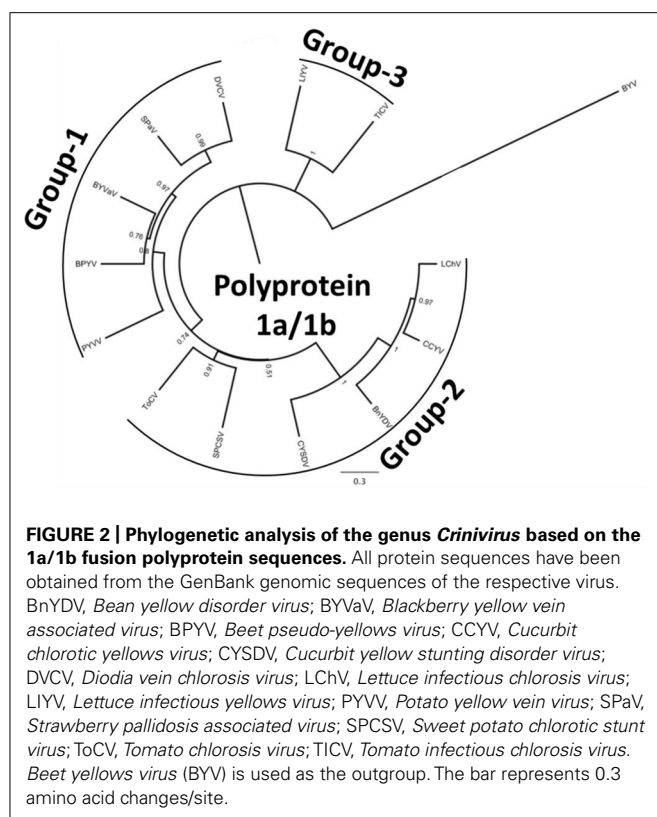 Group-1
Group-3
Group-2
DVCV
SPaV
0.99
BYVaV
0.97
0.76
BPYV
0.8
PYVV
0.74
ToCV
0.91
SPCSV
0.51
CYSDV
1
BnYDV
1
CCYV
0.97
LChV
LIYV
1
TICV
BYV
Polyprotein
1a/1b
0.3
FIGURE 2 | Phylogenetic analysis of the genus Crinivirus based on the
1a/1b fusion polyprotein sequences. All protein sequences have been
obtained from the GenBank genomic sequences of the respective virus.
BnYDV, Bean yellow disorder virus; BYVaV, Blackberry yellow vein
associated virus; BPYV, Beet pseudo-yellows virus; CCYV, Cucurbit
chlorotic yellows virus; CYSDV, Cucurbit yellow stunting disorder virus;
DVCV, Diodia vein chlorosis virus; LChV, Lettuce infectious chlorosis virus;
LIYV, Lettuce infectious yellows virus; PYVV, Potato yellow vein virus; SPaV,
Strawberry pallidosis associated virus; SPCSV, Sweet potato chlorotic stunt
virus; ToCV, Tomato chlorosis virus; TICV, Tomato infectious chlorosis virus.
Beet yellows virus (BYV) is used as the outgroup. The bar represents 0.3
amino acid changes/site.